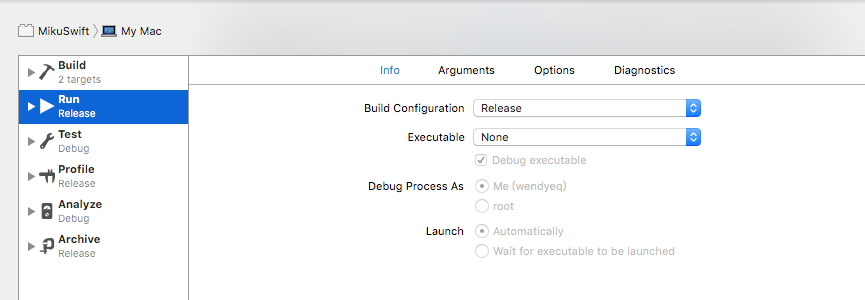 MikuSwift My Mac
Build
2 targets
Run
Release
Test
Debug
Profile
Release
Analyze
Debug
Archive
Release
Info Arguments Options Diagnostics
Build Configuration Release
Executable None
Debug executable
Debug Process As Me (wendyeq)
root
Launch Automatically
Wait for executable to be launched